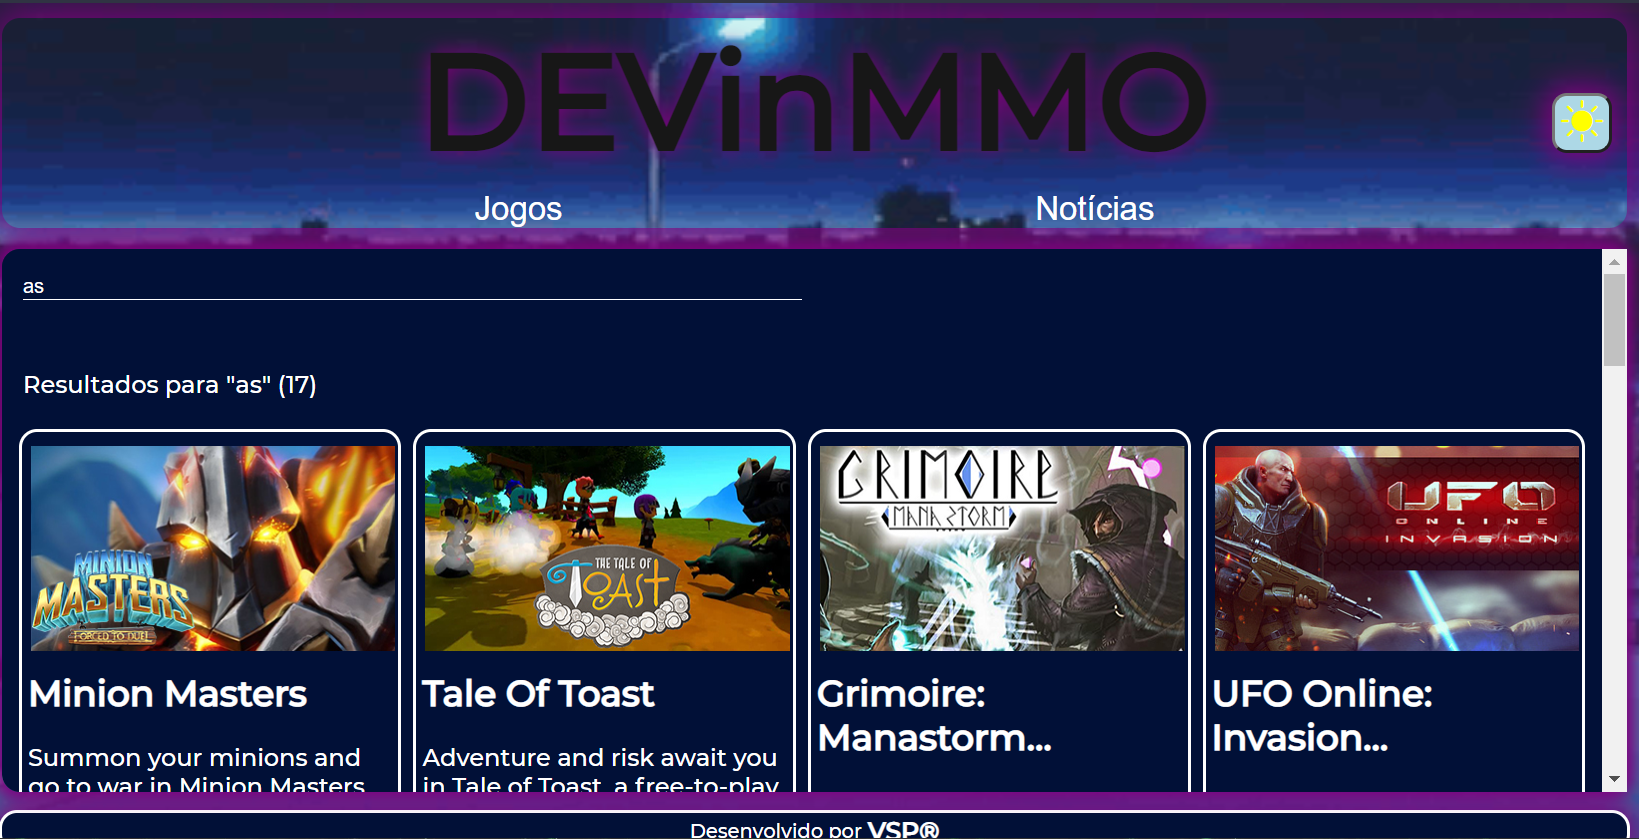 DEVinMMO
Jogos
Notícias
as
Resultados para "as" (17)
MINION
MASTERS
FORCED TO DUEL
THE TALE OF
TOAST
GRIMOIRE
MANASTORM
UFO
ONLINE
INVASION
Minion Masters
Tale Of Toast
Grimoire:
Manastorm...
UFO Online:
Invasion...
Summon your minions and
go to war in Minion Masters
Adventure and risk await you
in Tale of Toast, a free-to-play
Desenvolvido por VSP®